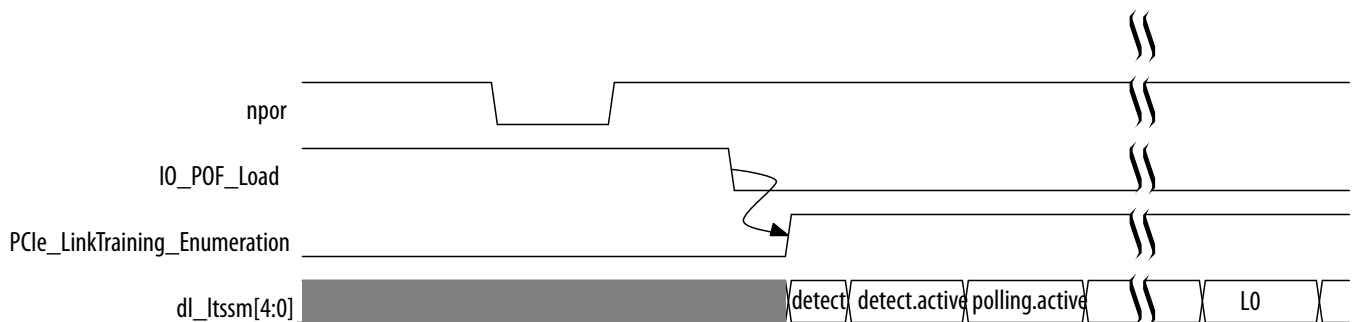 npor
IO_POF_Load
PCIe_LinkTraining_Enumeration
dl_ltssm[4:0] detect detect.active polling.active L0